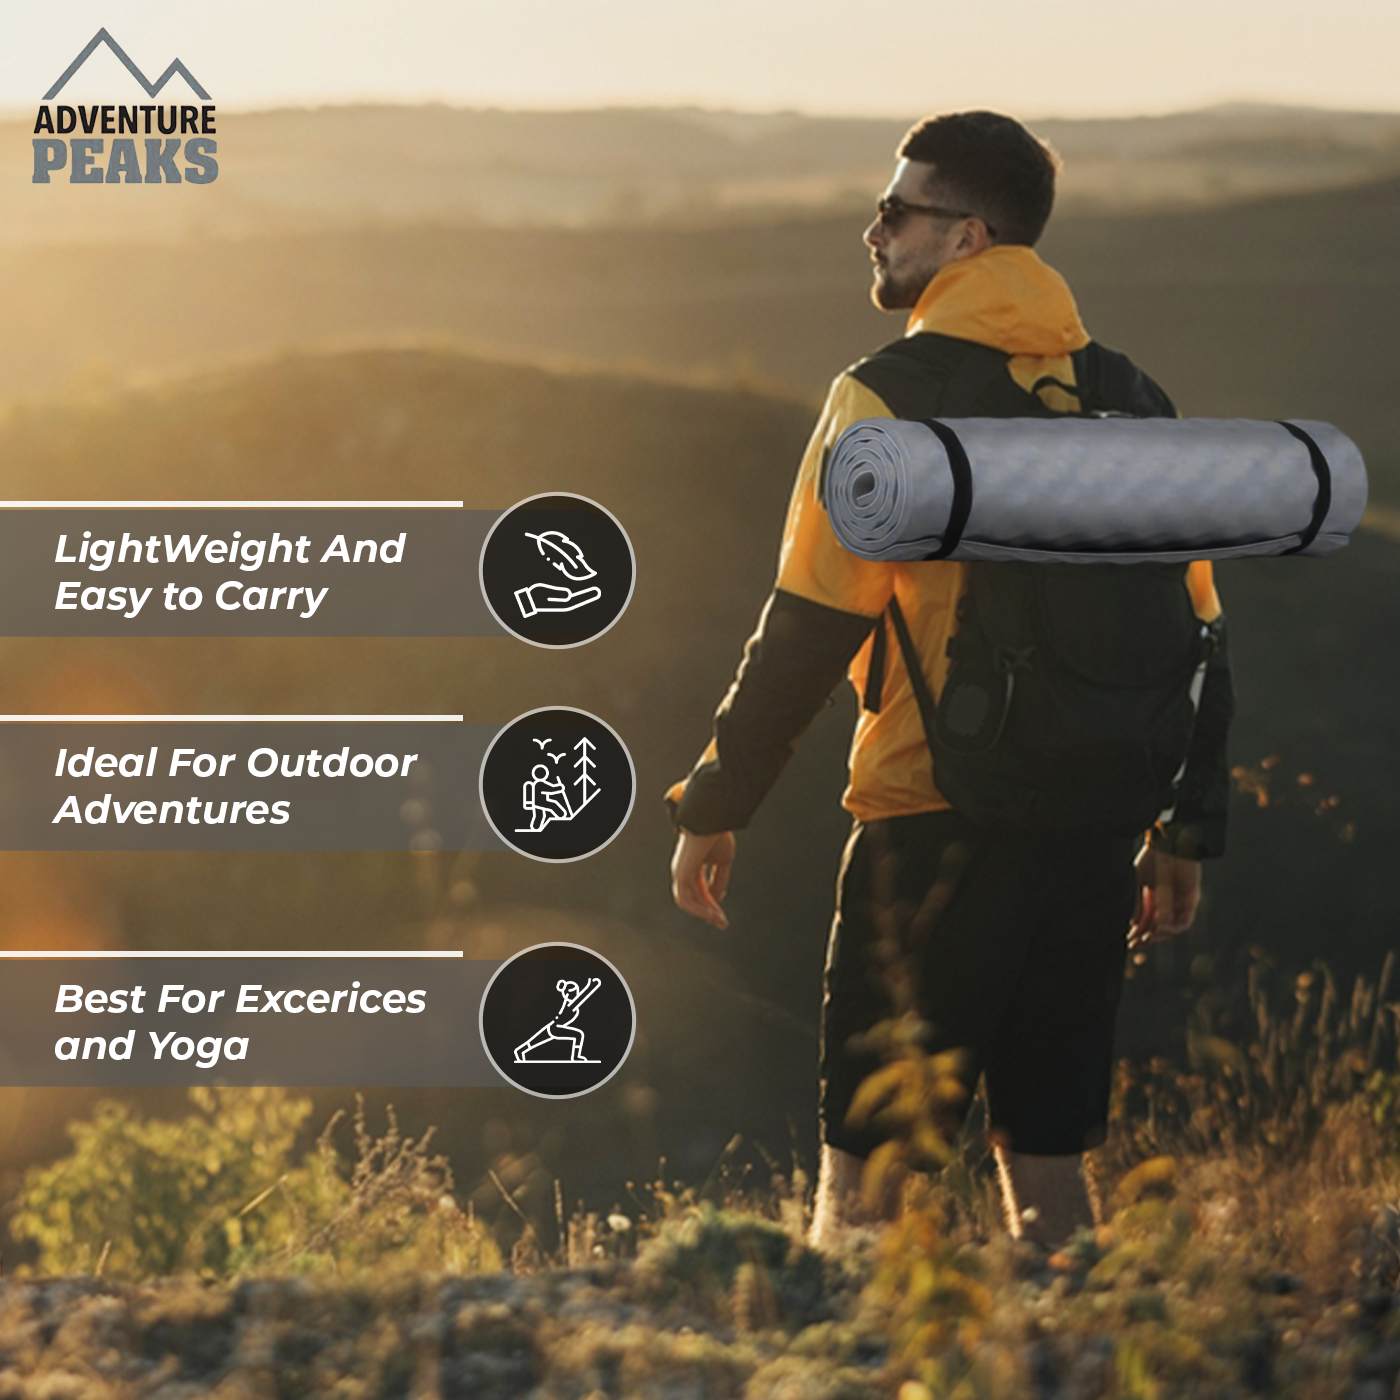 ADVENTURE
PEAKS
LightWeight And
Easy to Carry
Ideal For Outdoor
Adventures
Best For Excerices
and Yoga